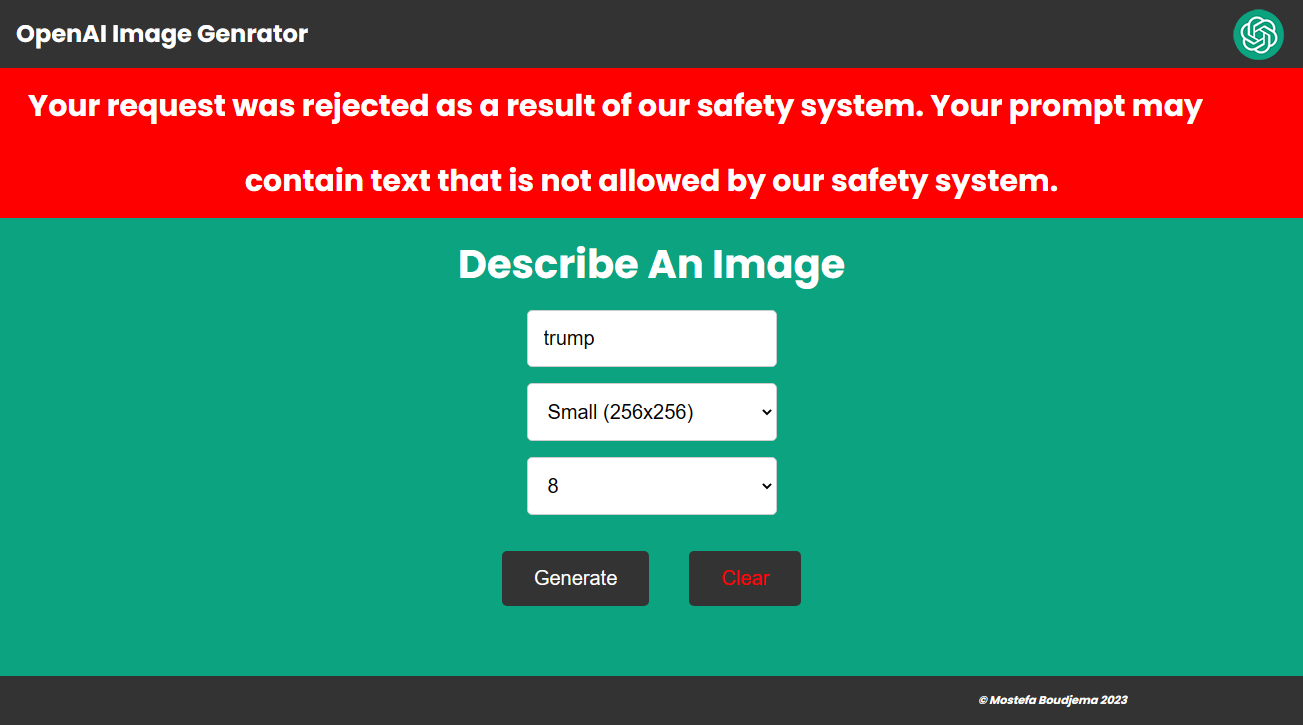 OpenAI Image Genrator
Your request was rejected as a result of our safety system. Your prompt may
contain text that is not allowed by our safety system.
Describe An Image
trump
Small (256x256)
8
Generate
Clear
© Mostefa Boudjema 2023